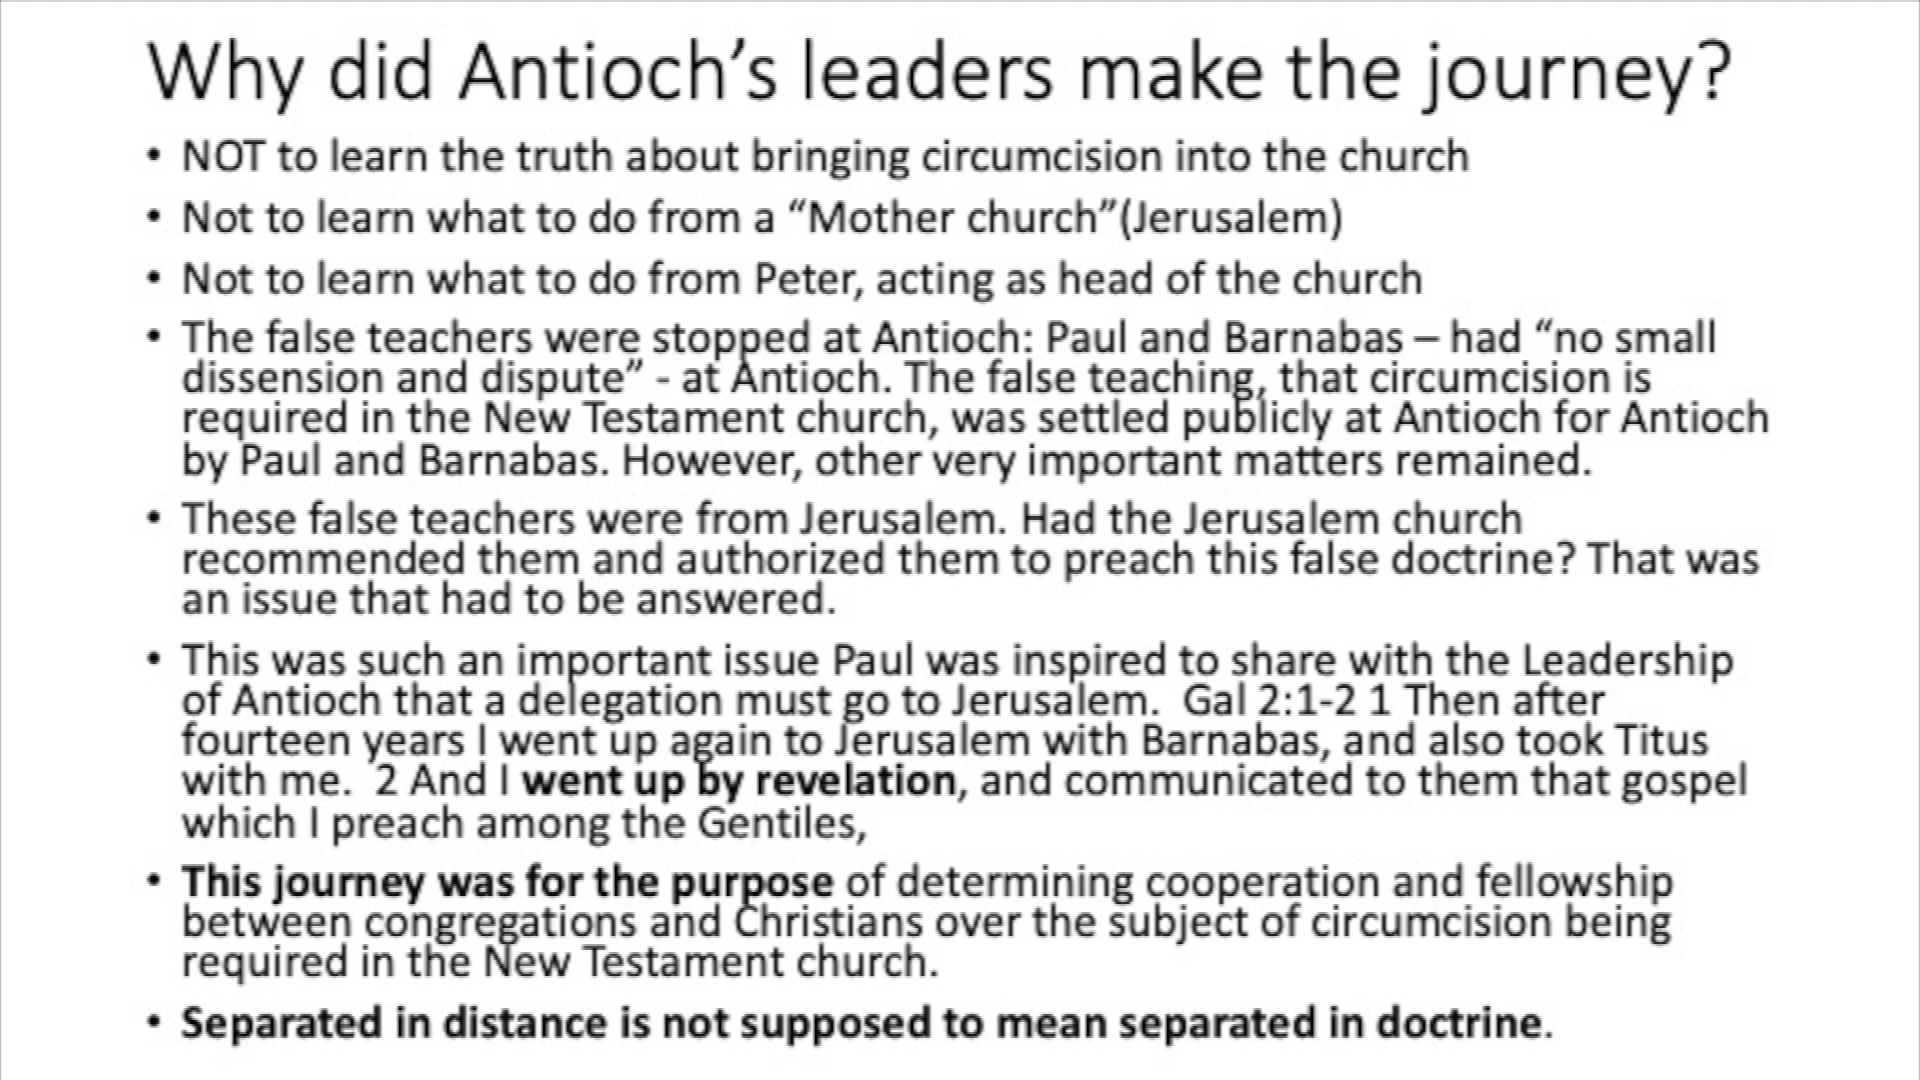 Why did Antioch’s leaders make the journey?
• NOT to learn the truth about bringing circumcision into the church
• Not to learn what to do from a “Mother church”(Jerusalem)
• Not to learn what to do from Peter, acting as head of the church
• The false teachers were stopped at Antioch: Paul and Barnabas – had “no small
dissension and dispute” - at Antioch. The false teaching, that circumcision is
required in the New Testament church, was settled publicly at Antioch for Antioch
by Paul and Barnabas. However, other very important matters remained.
• These false teachers were from Jerusalem. Had the Jerusalem church
recommended them and authorized them to preach this false doctrine? That was
an issue that had to be answered.
• This was such an important issue Paul was inspired to share with the Leadership
of Antioch that a delegation must go to Jerusalem.  Gal 2:1-2 1 Then after
fourteen years I went up again to Jerusalem with Barnabas, and also took Titus
with me.  2 And I went up by revelation, and communicated to them that gospel
which I preach among the Gentiles,
• This journey was for the purpose of determining cooperation and fellowship
between congregations and Christians over the subject of circumcision being
required in the New Testament church.
• Separated in distance is not supposed to mean separated in doctrine.